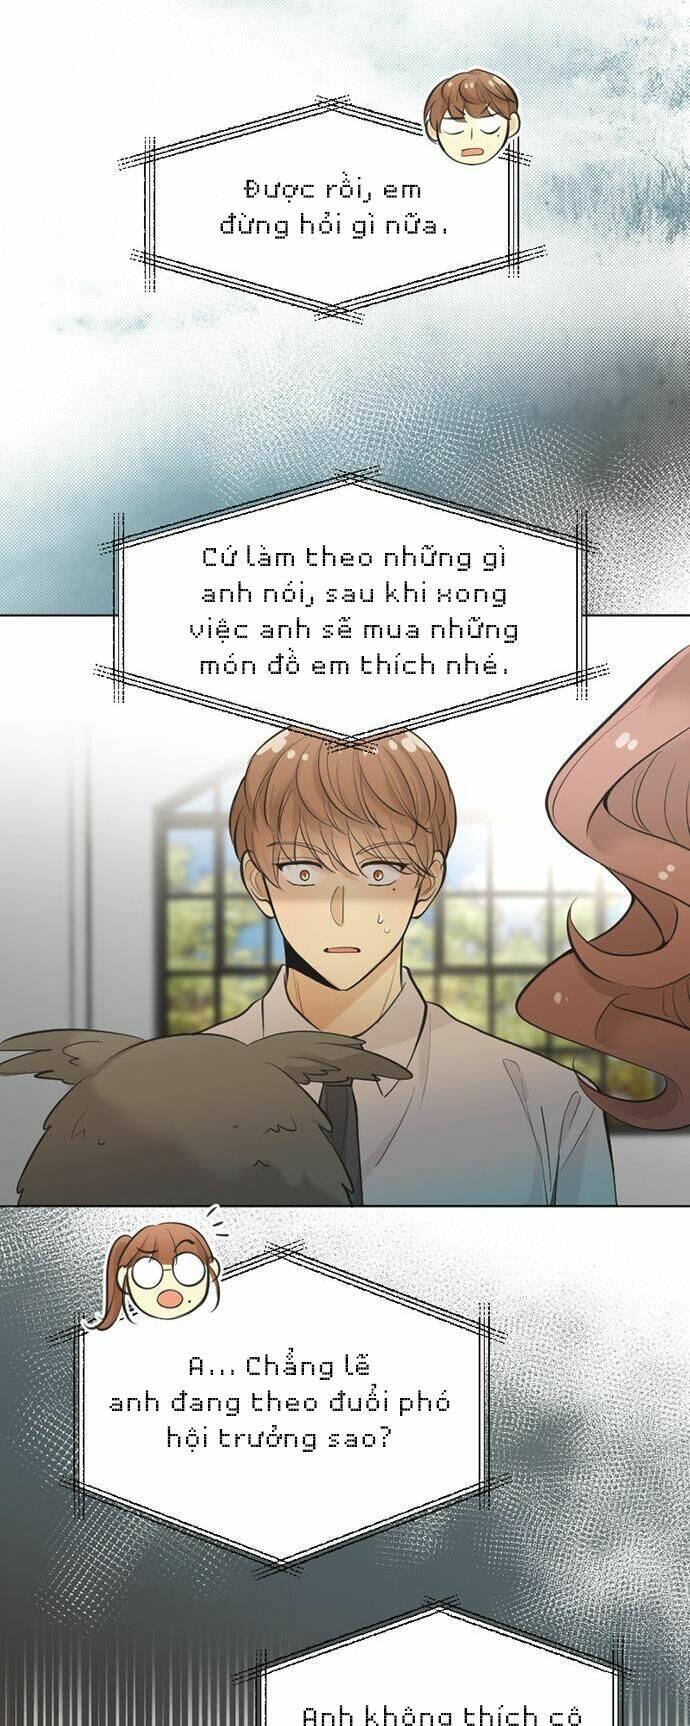 Được rồi, em
đừng hỏi gì nữa.
Cứ làm theo những gì
anh nói, sau khi xong
việc anh sẽ mua những
món đồ em thích nhé.
A... Chẳng lẽ
anh đang theo đuổi phó
hội trưởng sao?
Anh không thích cô